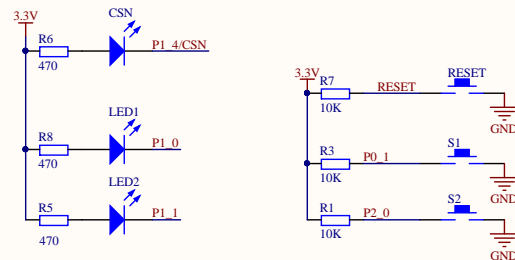 CSN
3.3V
R6
P1_4/CSN
470
LED1
R8
P1_0
470
LED2
R5
P1_1
470
3.3V
R7
RESET
RESET
10K
GND
R3
P0_1
S1
10K
GND
R1
P2_0
S2
10K
GND